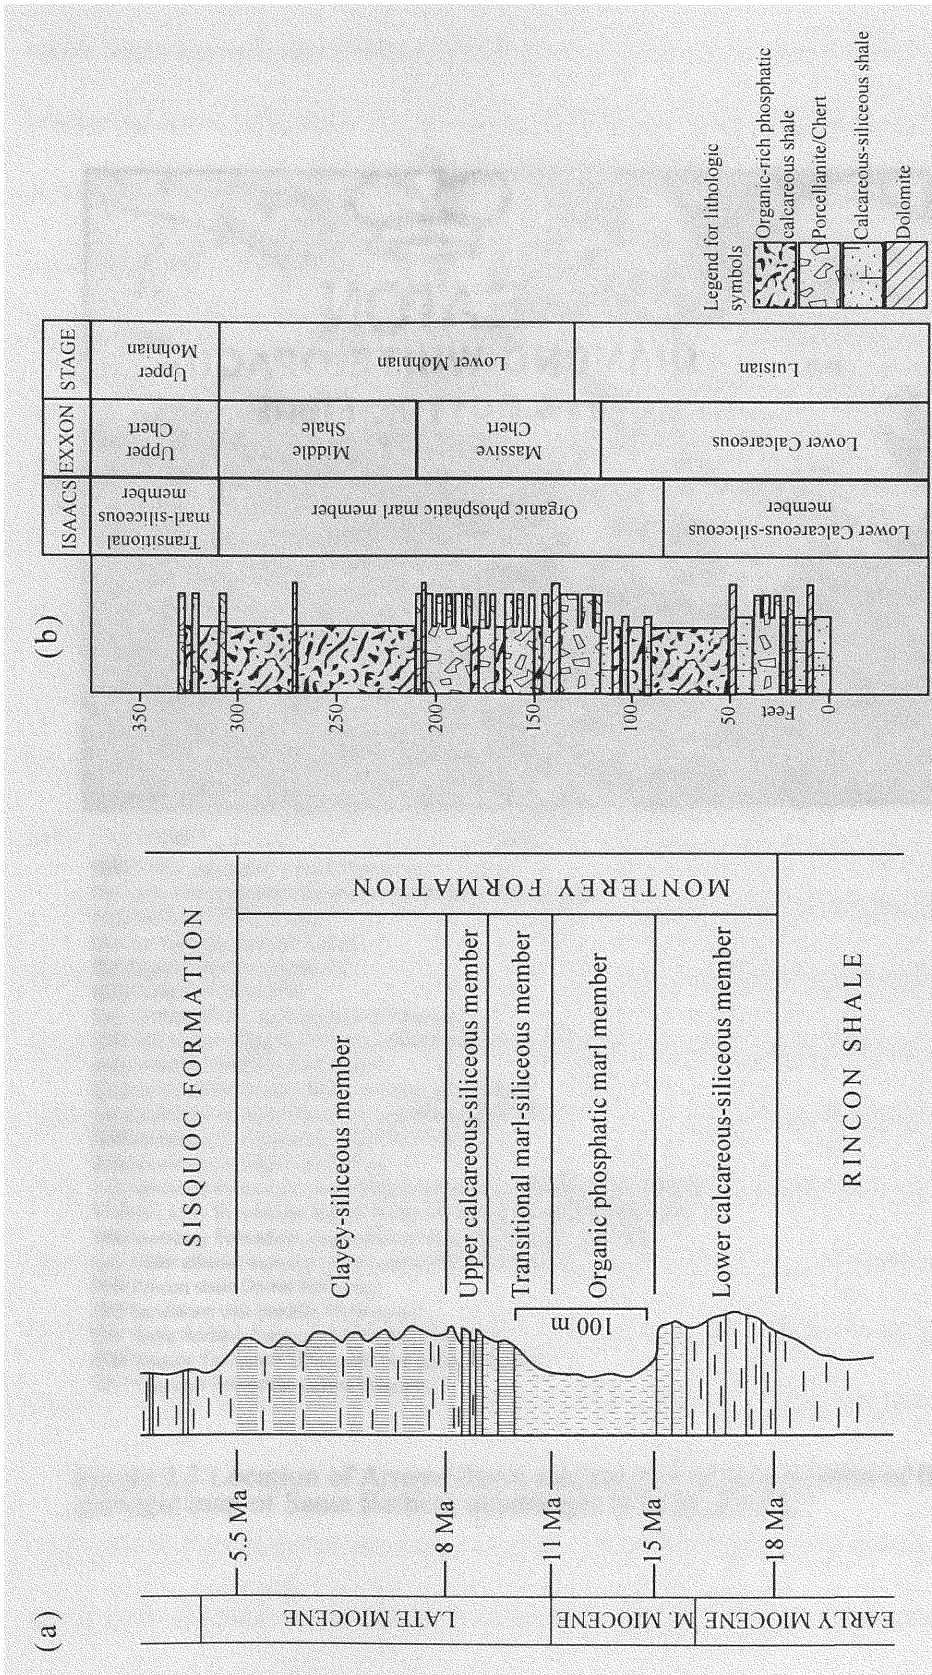 (a)
LATE MIOCENE
M. MIOCENE
EARLY MIOCENE
5.5 Ma
8 Ma
11 Ma
15 Ma
18 Ma
100 m
SISQUOC FORMATION
Clayey-siliceous member
Upper calcareous-siliceous member
Transitional marl-siliceous member
Organic phosphatic marl member
Lower calcareous-siliceous member
RINCON SHALE
MONTEREY FORMATION
(b)
350
300
250
200
150
100
50
0
Feet
ISAACS
Transitional
marl-siliceous
member
Organic phosphatic marl member
Lower Calcareous-siliceous
member
EXXON
Upper
Chert
Middle
Shale
Massive
Chert
Lower Calcareous
STAGE
Upper
Mohnian
Lower Mohnian
Luisian
Legend for lithologic
symbols
Organic-rich phosphatic
calcareous shale
Porcellanite/Chert
Calcareous-siliceous shale
Dolomite